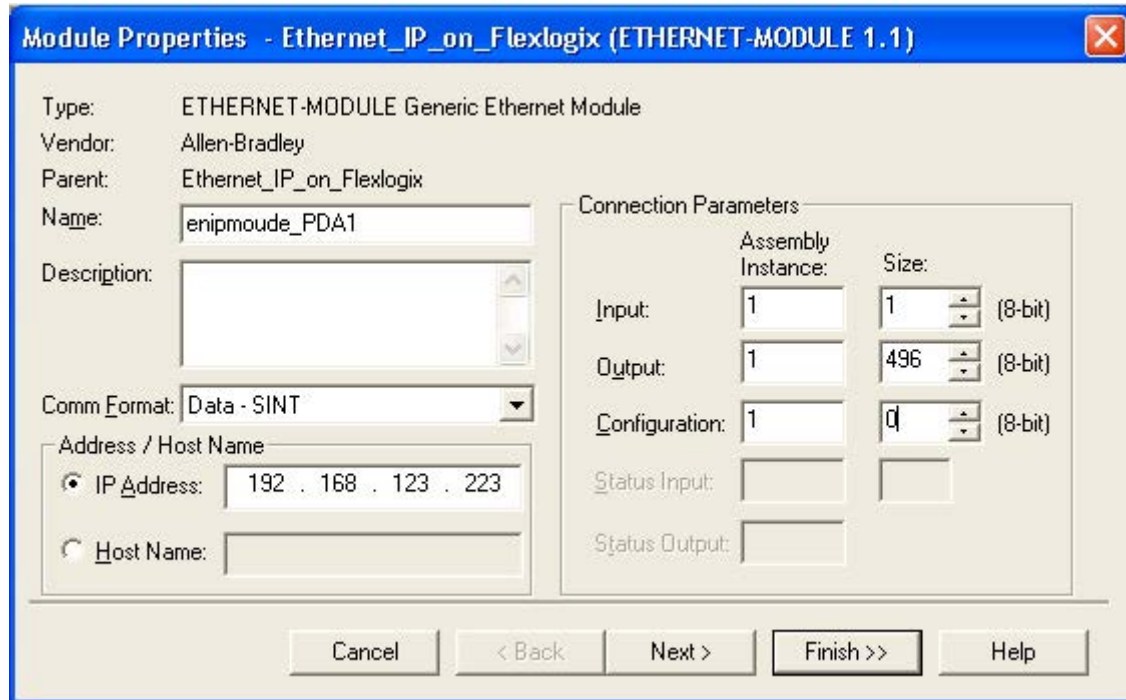 Module Properties - Ethernet_IP_on_Flexlogix (ETHERNET-MODULE 1.1)
Type: ETHERNET-MODULE Generic Ethernet Module
Vendor: Allen-Bradley
Parent: Ethernet_IP_on_Flexlogix
Name: enipmoude_PDA1
Description:
Comm Format: Data - SINT
Address / Host Name
IP Address: 192 . 168 . 123 . 223
Host Name:
Connection Parameters
Assembly
Instance: Size:
Input: 1 1 (8-bit)
Output: 1 496 (8-bit)
Configuration: 1 0 (8-bit)
Status Input:
Status Output:
Cancel < Back Next > Finish >> Help